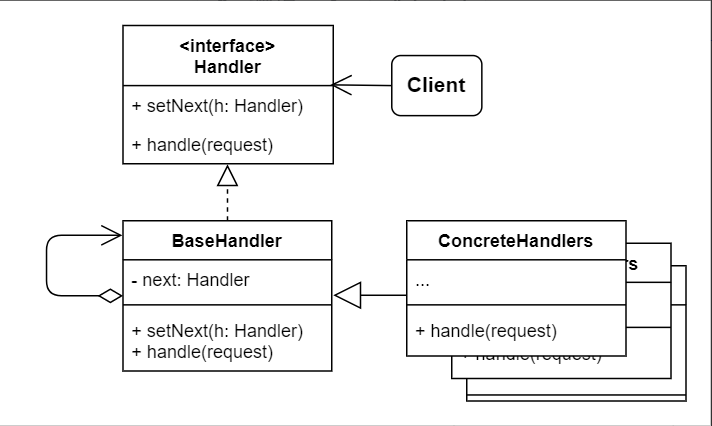 <interface>
Handler
+ setNext(h: Handler)
+ handle(request)
Client
BaseHandler
- next: Handler
+ setNext(h: Handler)
+ handle(request)
ConcreteHandlers
...
+ handle(request)
rs
+ handle(request)